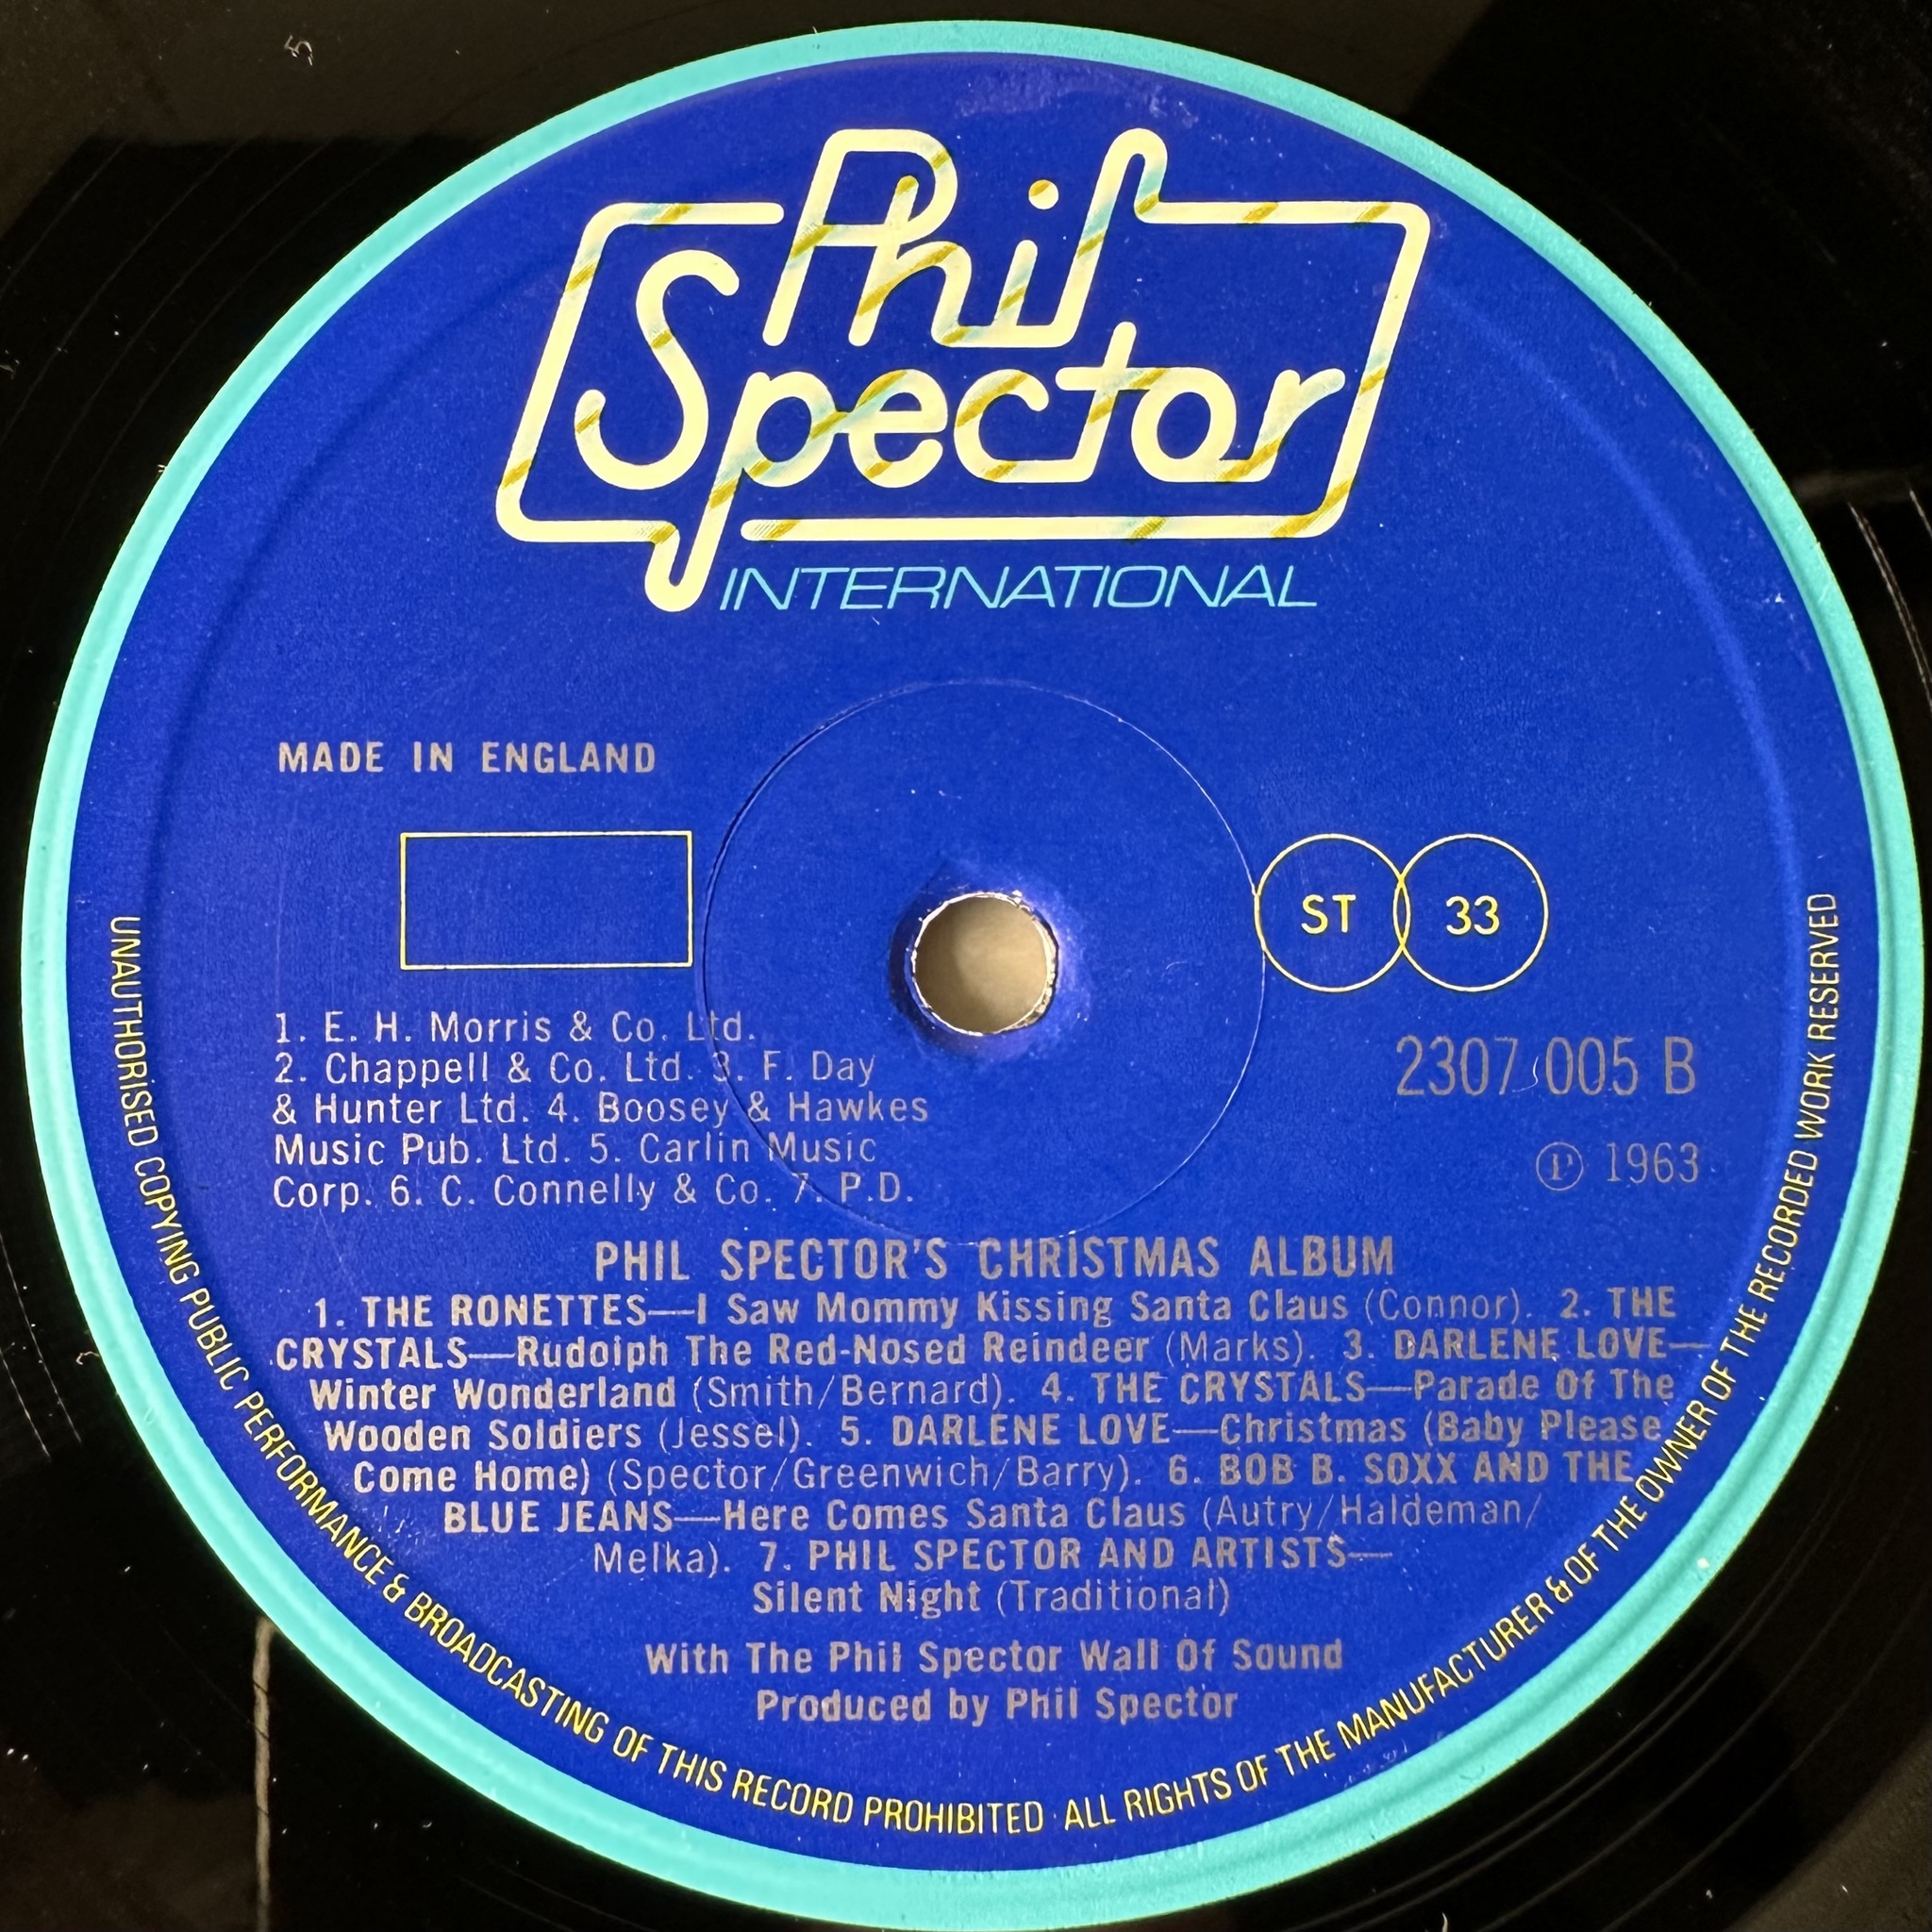 Phil
Spector
INTERNATIONAL
MADE IN ENGLAND
ST 33
1. E. H. Morris & Co. Ltd.
2. Chappell & Co. Ltd. 3. F. Day
& Hunter Ltd. 4. Boosey & Hawkes
Music Pub. Ltd. 5. Carlin Music
Corp. 6. C. Connelly & Co. 7. P.D.
2307 005 B
Ⓟ 1963
PHIL SPECTOR'S CHRISTMAS ALBUM
1. THE RONETTES—I Saw Mommy Kissing Santa Claus (Connor). 2. THE
CRYSTALS—Rudolph The Red-Nosed Reindeer (Marks). 3. DARLENE LOVE—
Winter Wonderland (Smith/Bernard). 4. THE CRYSTALS—Parade Of The
Wooden Soldiers (Jessel). 5. DARLENE LOVE—Christmas (Baby Please
Come Home) (Spector/Greenwich/Barry). 6. BOB B. SOXX AND THE
BLUE JEANS—Here Comes Santa Claus (Autry/Haldeman/
Melka). 7. PHIL SPECTOR AND ARTISTS—
Silent Night (Traditional)
With The Phil Spector Wall Of Sound
Produced by Phil Spector
UNAUTHORISED COPYING PUBLIC PERFORMANCE & BROADCASTING OF THIS RECORD PROHIBITED · ALL RIGHTS OF THE MANUFACTURER & OF THE OWNER OF THE RECORDED WORK RESERVED